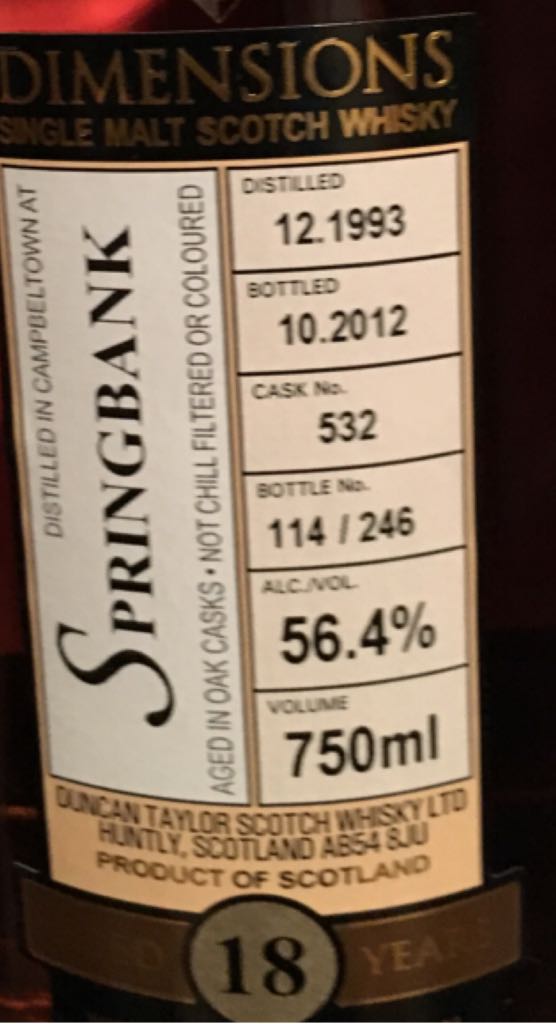 DIMENSIONS
SINGLE MALT SCOTCH WHISKY
DISTILLED IN CAMPBELTOWN AT
SPRINGBANK
AGED IN OAK CASKS • NOT CHILL FILTERED OR COLOURED
DISTILLED
12.1993
BOTTLED
10.2012
CASK No.
532
BOTTLE No.
114 / 246
ALC./VOL.
56.4%
VOLUME
750ml
DUNCAN TAYLOR SCOTCH WHISKY LTD
HUNTLY, SCOTLAND AB54 8JU
PRODUCT OF SCOTLAND
AGED 18 YEARS